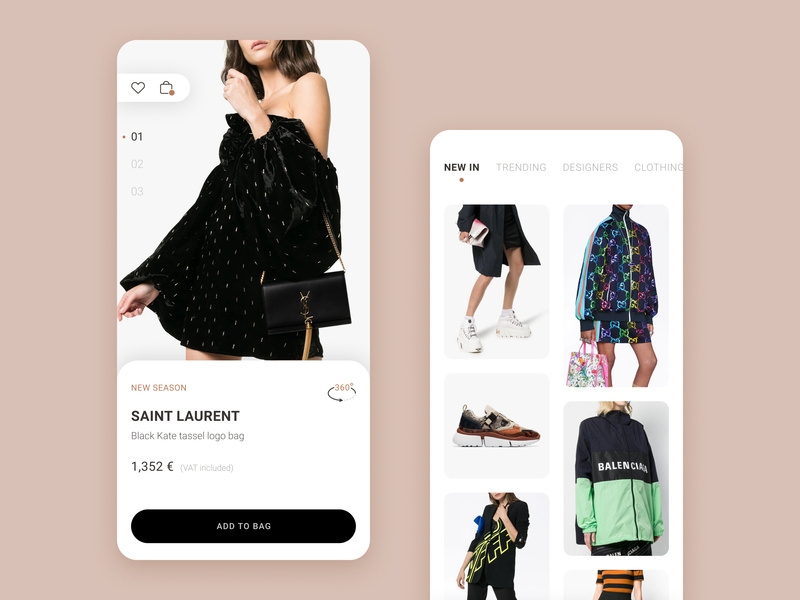 01
02
03
YSL
NEW SEASON
360°
SAINT LAURENT
Black Kate tassel logo bag
1,352 € (VAT included)
ADD TO BAG
NEW IN TRENDING DESIGNERS CLOTHING
BALENCIAGA